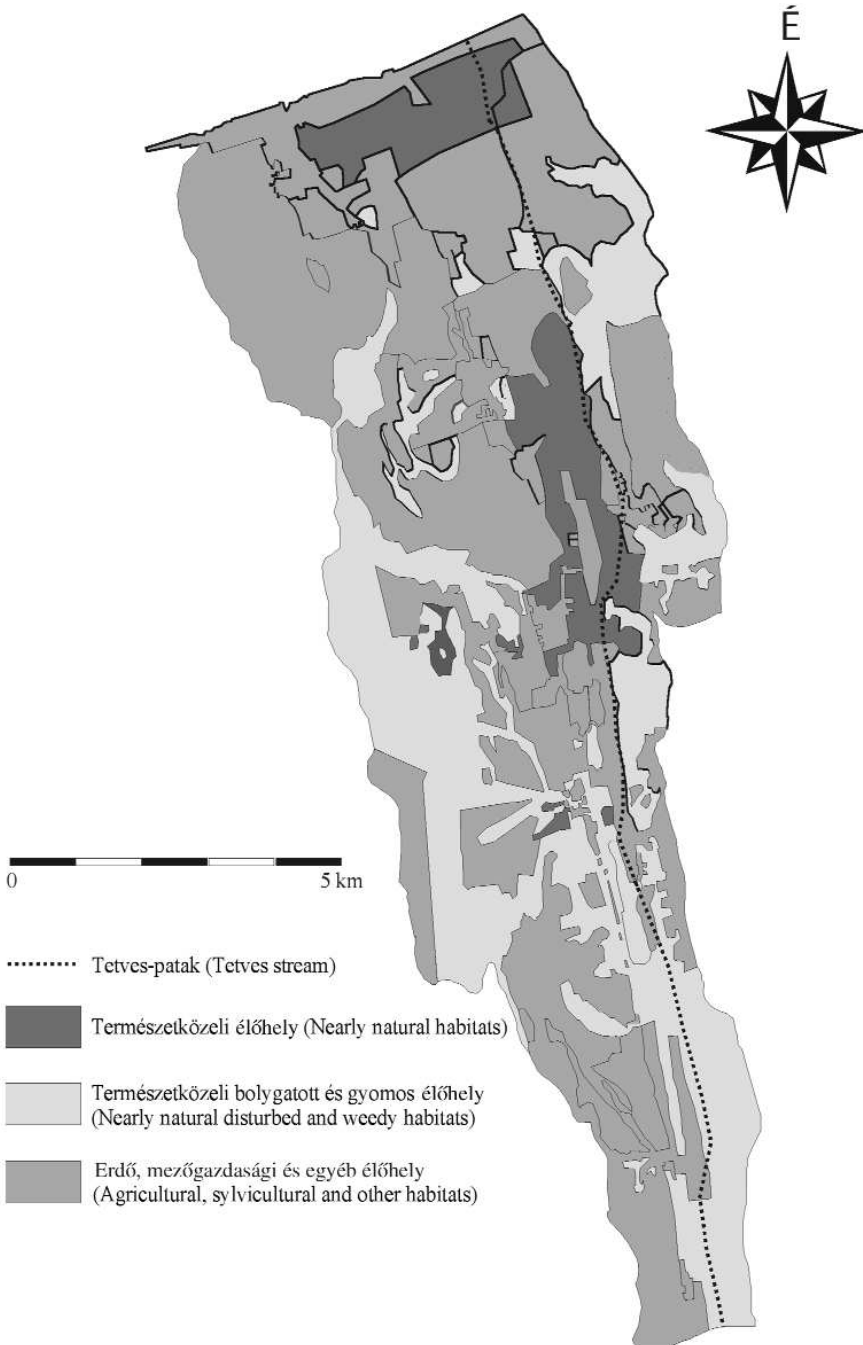 É
0 5 km
Tetves-patak (Tetves stream)
Természetközeli élőhely (Nearly natural habitats)
Természetközeli bolygatott és gyomos élőhely
(Nearly natural disturbed and weedy habitats)
Erdő, mezőgazdasági és egyéb élőhely
(Agricultural, sylvicultural and other habitats)